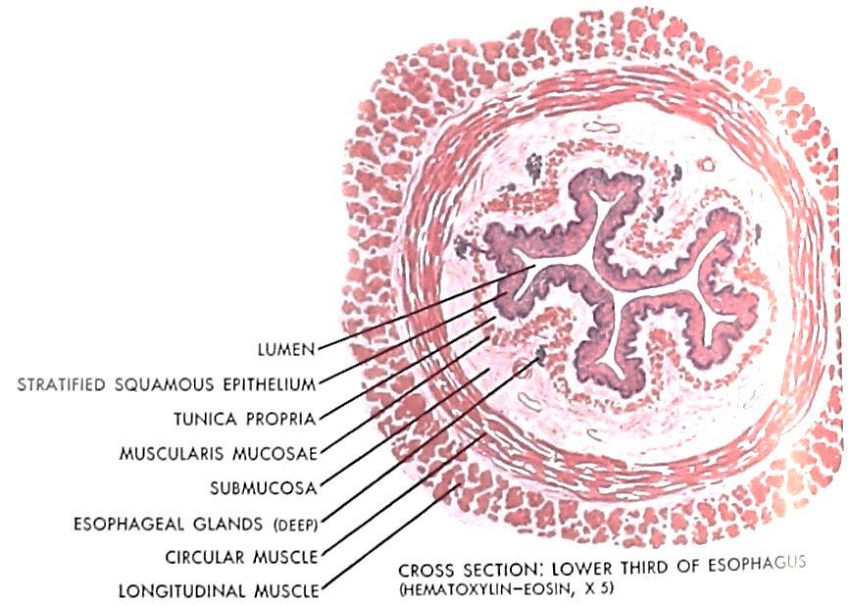 LUMEN
STRATIFIED SQUAMOUS EPITHELIUM
TUNICA PROPRIA
MUSCULARIS MUCOSAE
SUBMUCOSA
ESOPHAGEAL GLANDS (DEEP)
CIRCULAR MUSCLE
LONGITUDINAL MUSCLE
CROSS SECTION: LOWER THIRD OF ESOPHAGUS
(HEMATOXYLIN–EOSIN, X 5)